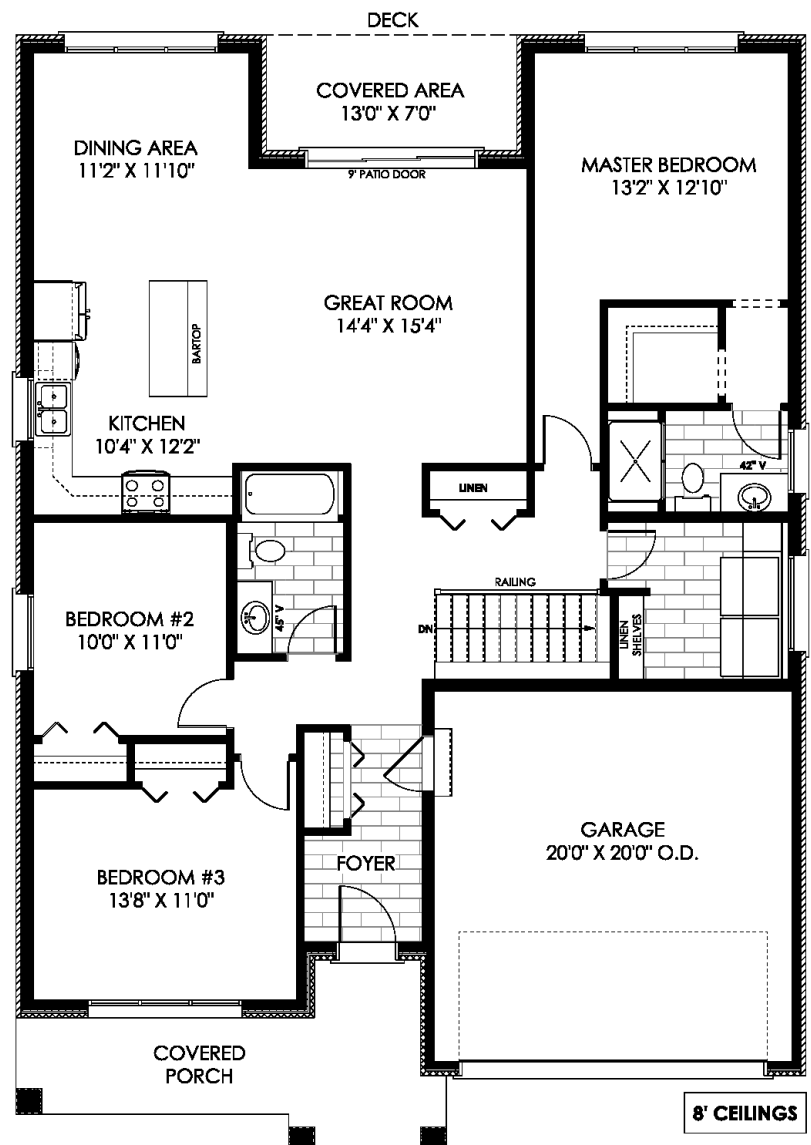 DECK
COVERED AREA
13'0" X 7'0"
9' PATIO DOOR
DINING AREA
11'2" X 11'10"
MASTER BEDROOM
13'2" X 12'10"
GREAT ROOM
14'4" X 15'4"
BARTOP
KITCHEN
10'4" X 12'2"
42" V
LINEN
RAILING
DN
LINEN
SHELVES
BEDROOM #2
10'0" X 11'0"
45" V
GARAGE
20'0" X 20'0" O.D.
FOYER
BEDROOM #3
13'8" X 11'0"
COVERED
PORCH
8' CEILINGS